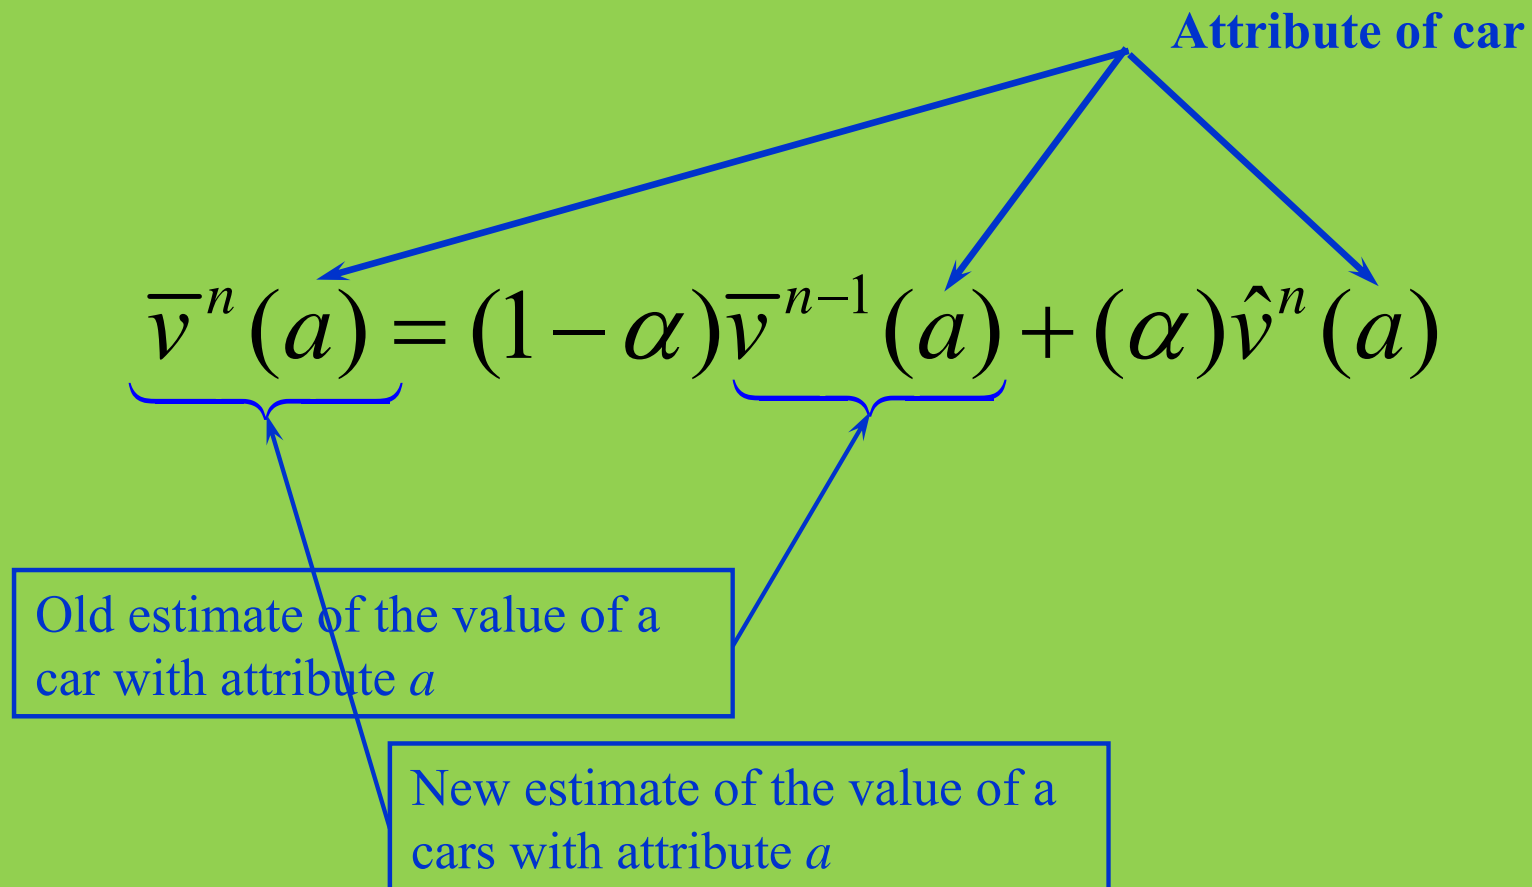 Attribute of car
v̅ⁿ(a) = (1 − α)v̅ⁿ⁻¹(a) + (α)v̂ⁿ(a)
Old estimate of the value of a
car with attribute a
New estimate of the value of a
cars with attribute a